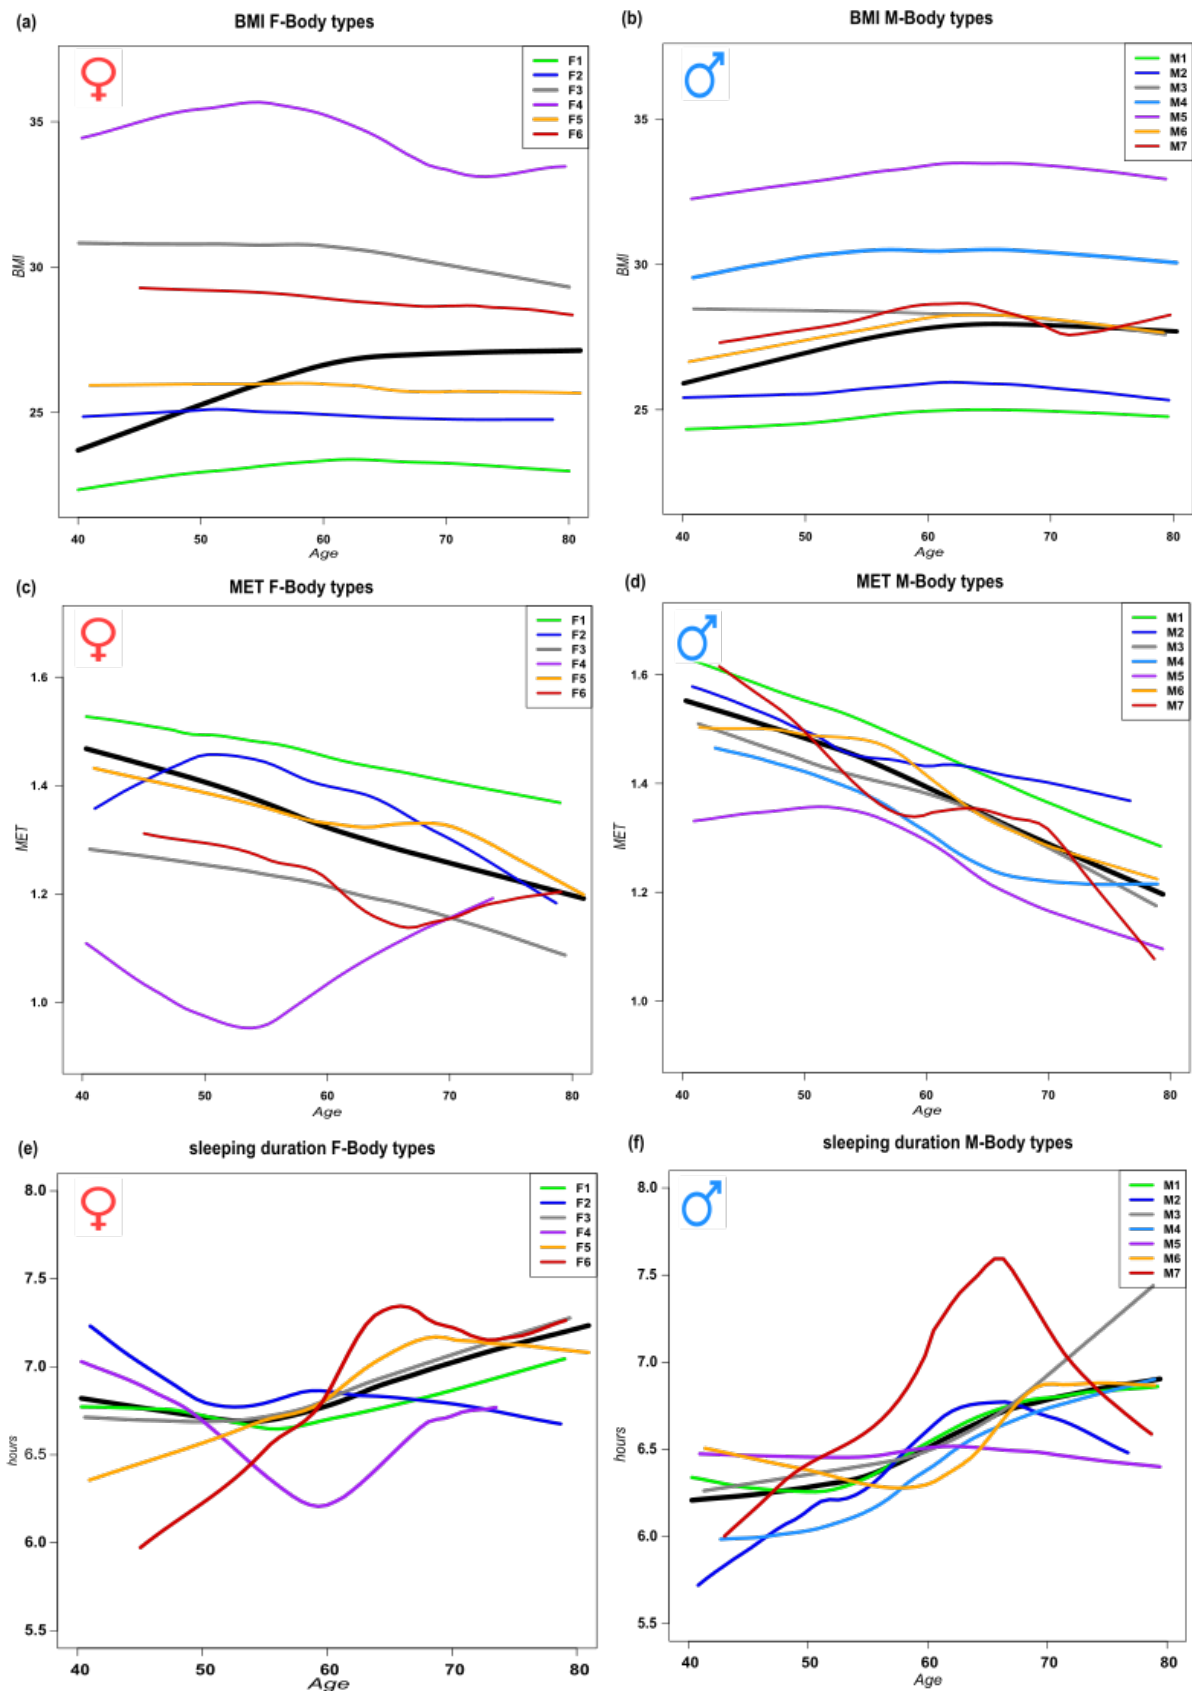 (a) BMI F-Body types
F1
F2
F3
F4
F5
F6
35
30
25
BMI
40 50 60 70 80
Age
(b) BMI M-Body types
M1
M2
M3
M4
M5
M6
M7
35
30
25
BMI
40 50 60 70 80
Age
(c) MET F-Body types
F1
F2
F3
F4
F5
F6
1.6
1.4
1.2
1.0
MET
40 50 60 70 80
Age
(d) MET M-Body types
M1
M2
M3
M4
M5
M6
M7
1.6
1.4
1.2
1.0
MET
40 50 60 70 80
Age
(e) sleeping duration F-Body types
F1
F2
F3
F4
F5
F6
8.0
7.5
7.0
6.5
6.0
5.5
hours
40 50 60 70 80
Age
(f) sleeping duration M-Body types
M1
M2
M3
M4
M5
M6
M7
8.0
7.5
7.0
6.5
6.0
5.5
hours
40 50 60 70 80
Age